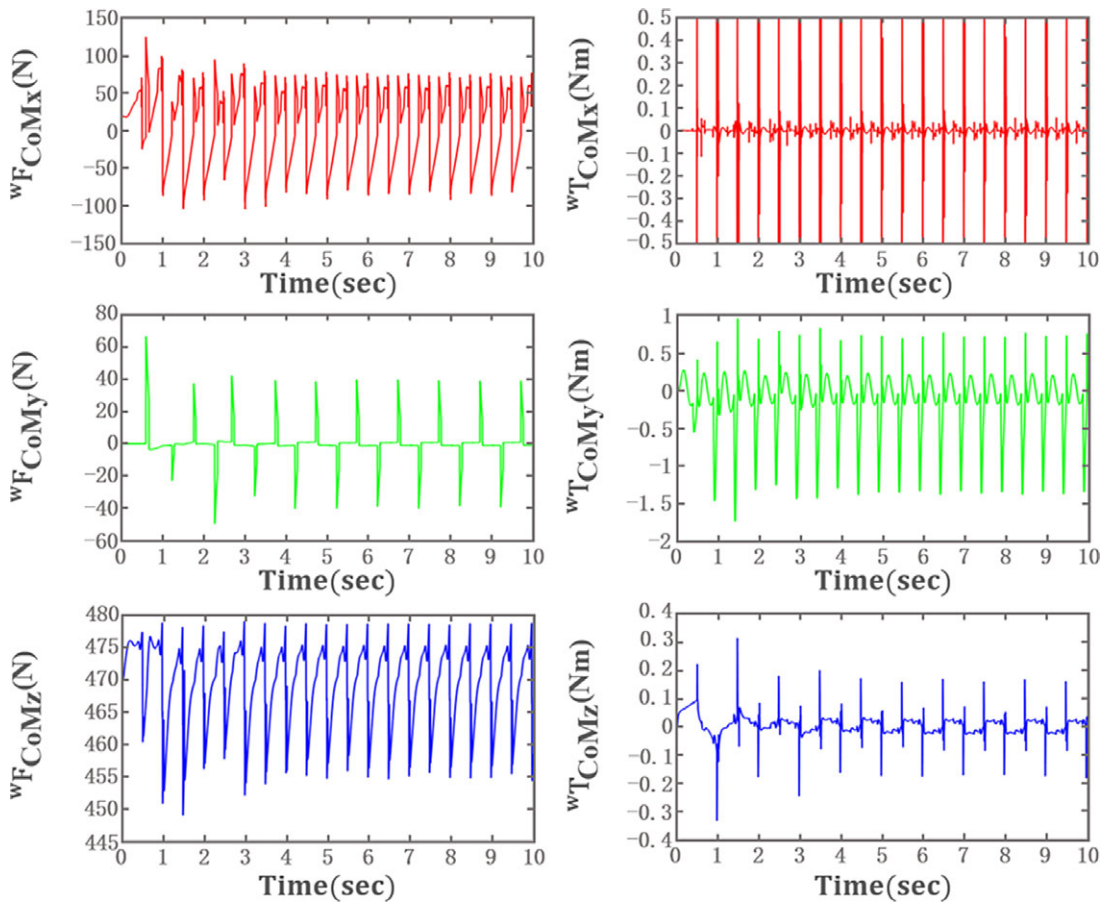 wFCoMx(N)
150
100
50
0
−50
−100
−150
0 1 2 3 4 5 6 7 8 9 10
Time(sec)
wTCoMx(Nm)
0.5
0.4
0.3
0.2
0.1
0
−0.1
−0.2
−0.3
−0.4
−0.5
0 1 2 3 4 5 6 7 8 9 10
Time(sec)
wFCoMy(N)
80
60
40
20
0
−20
−40
−60
0 1 2 3 4 5 6 7 8 9 10
Time(sec)
wTCoMy(Nm)
1
0.5
0
−0.5
−1
−1.5
−2
0 1 2 3 4 5 6 7 8 9 10
Time(sec)
wFCoMz(N)
480
475
470
465
460
455
450
445
0 1 2 3 4 5 6 7 8 9 10
Time(sec)
wTCoMz(Nm)
0.4
0.3
0.2
0.1
0
−0.1
−0.2
−0.3
−0.4
0 1 2 3 4 5 6 7 8 9 10
Time(sec)